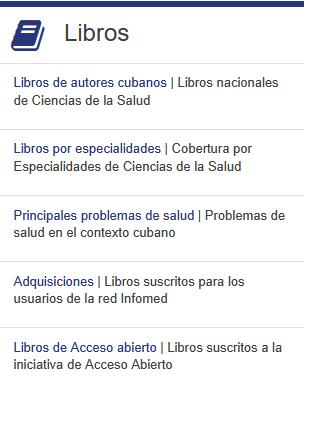 Libros
Libros de autores cubanos | Libros nacionales
de Ciencias de la Salud
Libros por especialidades | Cobertura por
Especialidades de Ciencias de la Salud
Principales problemas de salud | Problemas de
salud en el contexto cubano
Adquisiciones | Libros suscritos para los
usuarios de la red Infomed
Libros de Acceso abierto | Libros suscritos a la
iniciativa de Acceso Abierto